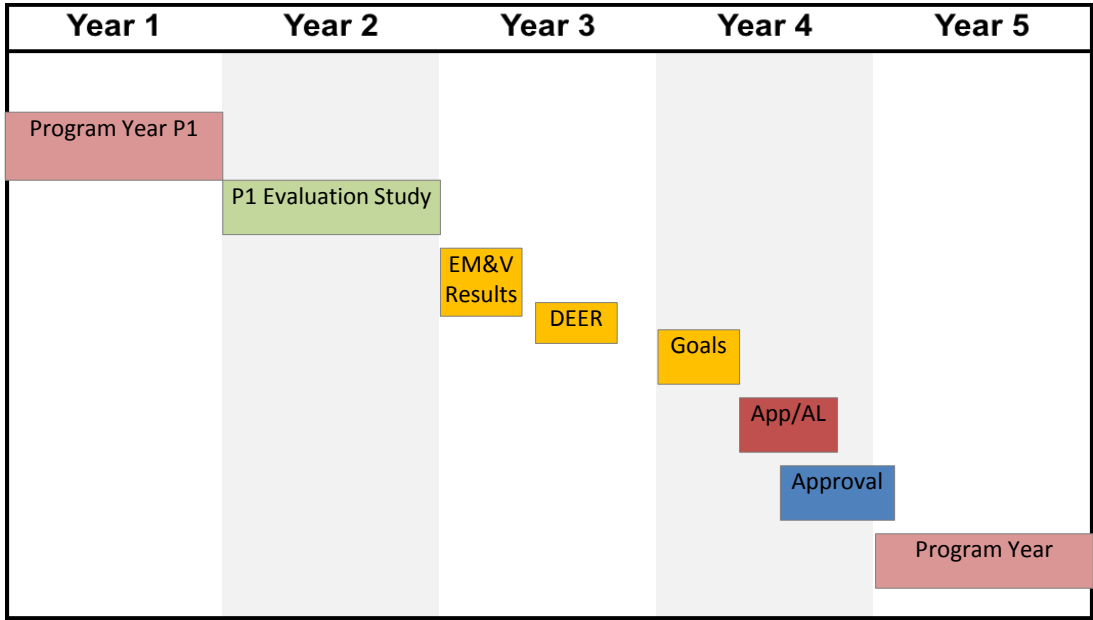 Year 1 Year 2 Year 3 Year 4 Year 5
Program Year P1
P1 Evaluation Study
EM&V
Results
DEER
Goals
App/AL
Approval
Program Year